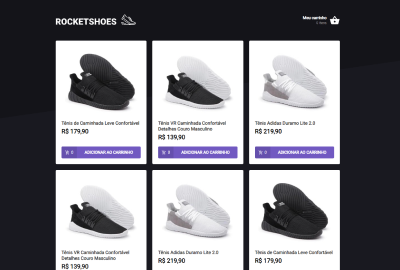 ROCKETSHOES
Meu carrinho
Tênis de Caminhada Leve Confortável
R$ 179,90
0 ADICIONAR AO CARRINHO
Tênis VR Caminhada Confortável
Detalhes Couro Masculino
R$ 139,90
0 ADICIONAR AO CARRINHO
Tênis Adidas Duramo Lite 2.0
R$ 219,90
0 ADICIONAR AO CARRINHO
Tênis VR Caminhada Confortável
Detalhes Couro Masculino
R$ 139,90
Tênis Adidas Duramo Lite 2.0
R$ 219,90
Tênis de Caminhada Leve Confortável
R$ 179,90